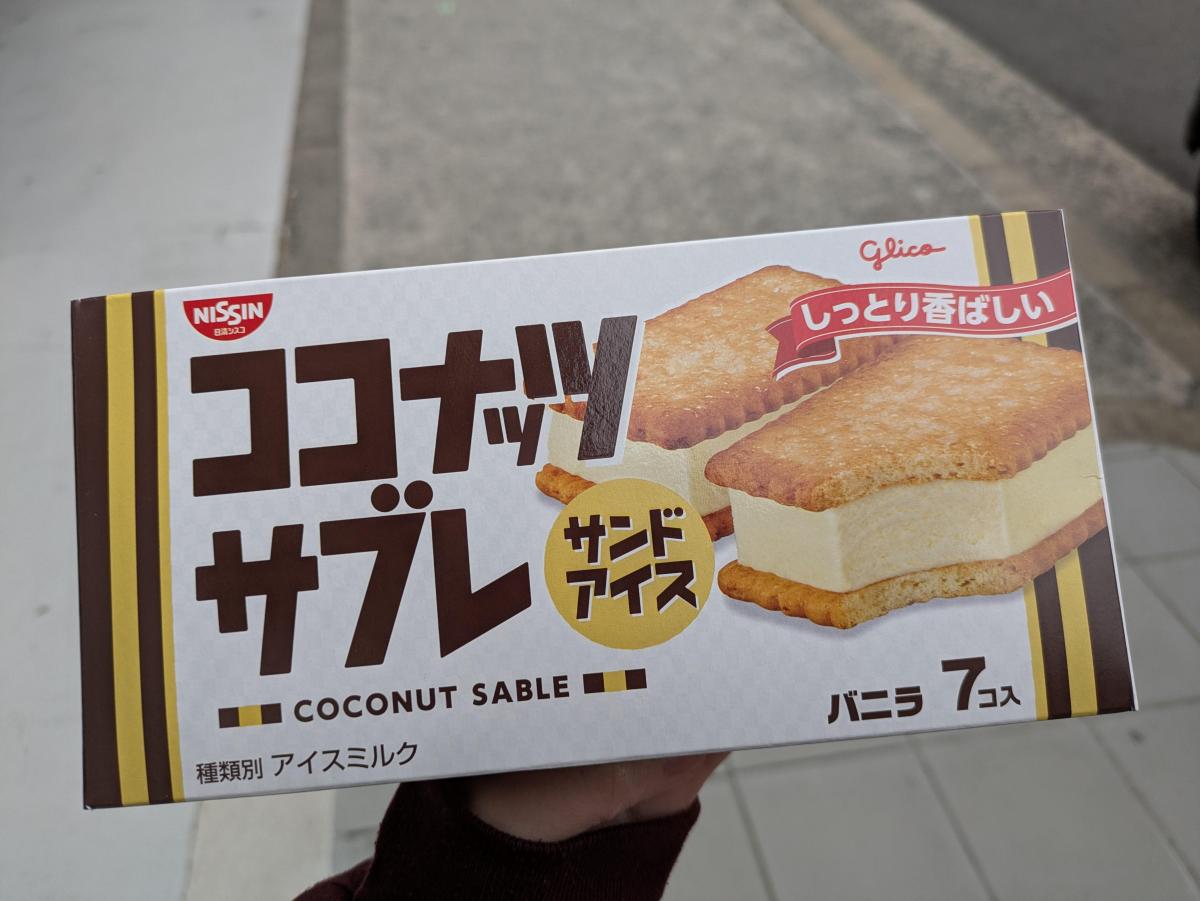 Glico
しっとり香ばしい
NISSIN
日清シスコ
ココナッツ
サブレ
サンド
アイス
COCONUT SABLE
バニラ 7コ入
種類別 アイスミルク